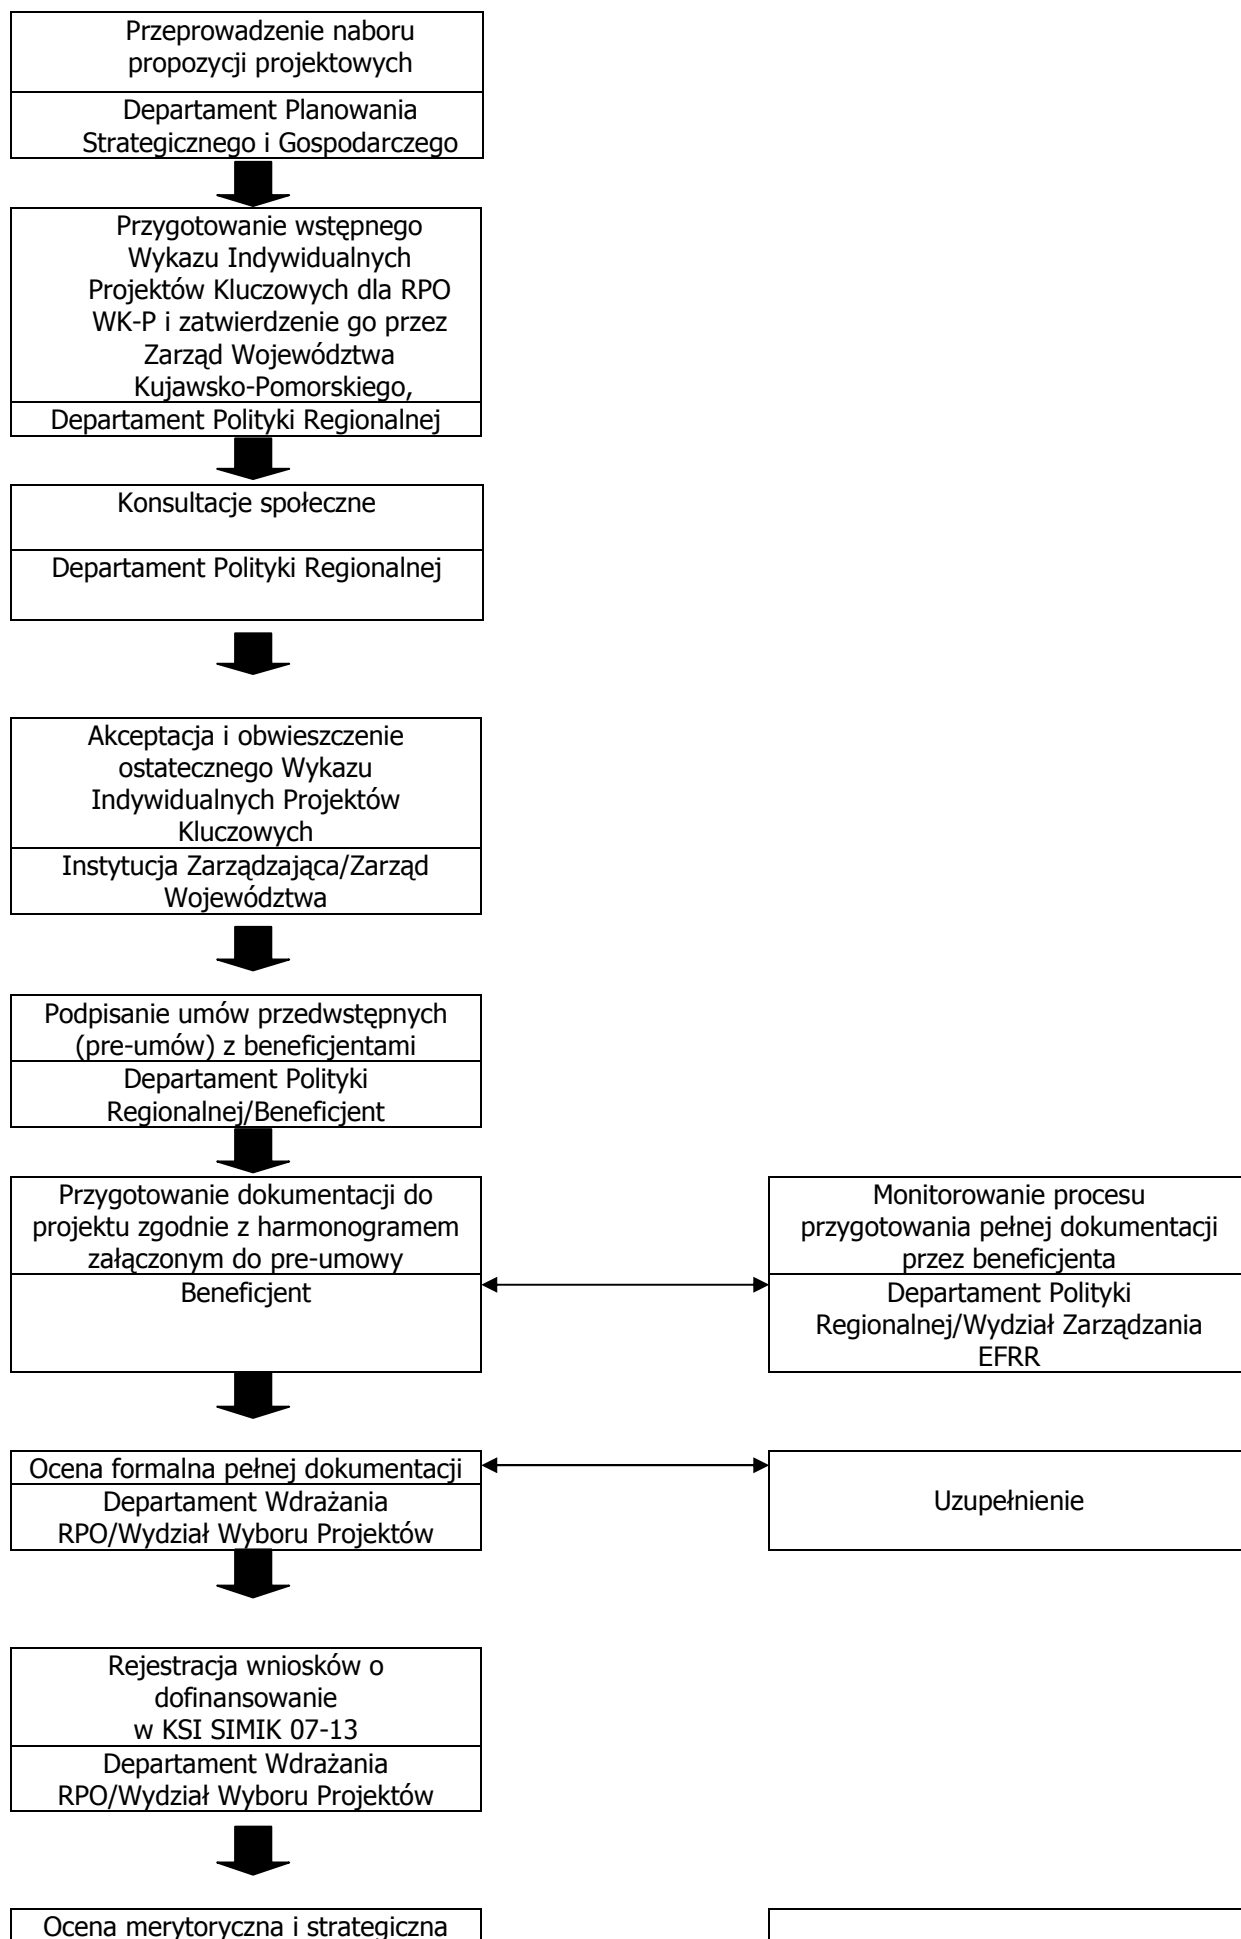 Przeprowadzenie naboru
propozycji projektowych
Departament Planowania
Strategicznego i Gospodarczego
Przygotowanie wstępnego
Wykazu Indywidualnych
Projektów Kluczowych dla RPO
WK-P i zatwierdzenie go przez
Zarząd Województwa
Kujawsko-Pomorskiego,
Departament Polityki Regionalnej
Konsultacje społeczne
Departament Polityki Regionalnej
Akceptacja i obwieszczenie
ostatecznego Wykazu
Indywidualnych Projektów
Kluczowych
Instytucja Zarządzająca/Zarząd
Województwa
Podpisanie umów przedwstępnych
(pre-umów) z beneficjentami
Departament Polityki
Regionalnej/Beneficjent
Przygotowanie dokumentacji do
projektu zgodnie z harmonogramem
załączonym do pre-umowy
Beneficjent
Monitorowanie procesu
przygotowania pełnej dokumentacji
przez beneficjenta
Departament Polityki
Regionalnej/Wydział Zarządzania
EFRR
Ocena formalna pełnej dokumentacji
Departament Wdrażania
RPO/Wydział Wyboru Projektów
Uzupełnienie
Rejestracja wniosków o
dofinansowanie
w KSI SIMIK 07-13
Departament Wdrażania
RPO/Wydział Wyboru Projektów
Ocena merytoryczna i strategiczna